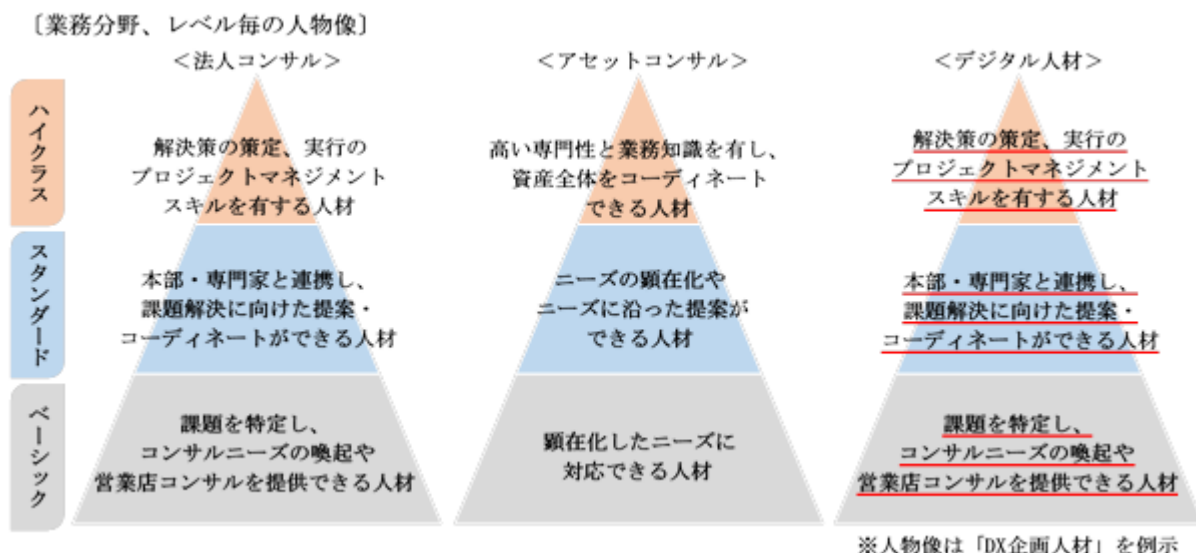 〔業務分野、レベル毎の人物像〕
＜法人コンサル＞
＜アセットコンサル＞
＜デジタル人材＞
ハイクラス
解決策の策定、実行の
プロジェクトマネジメント
スキルを有する人材
高い専門性と業務知識を有し、
資産全体をコーディネート
できる人材
解決策の策定、実行の
プロジェクトマネジメント
スキルを有する人材
スタンダード
本部・専門家と連携し、
課題解決に向けた提案・
コーディネートができる人材
ニーズの顕在化や
ニーズに沿った提案が
できる人材
本部・専門家と連携し、
課題解決に向けた提案・
コーディネートができる人材
ベーシック
課題を特定し、
コンサルニーズの喚起や
営業店コンサルを提供できる人材
顕在化したニーズに
対応できる人材
課題を特定し、
コンサルニーズの喚起や
営業店コンサルを提供できる人材
※人物像は「DX企画人材」を例示